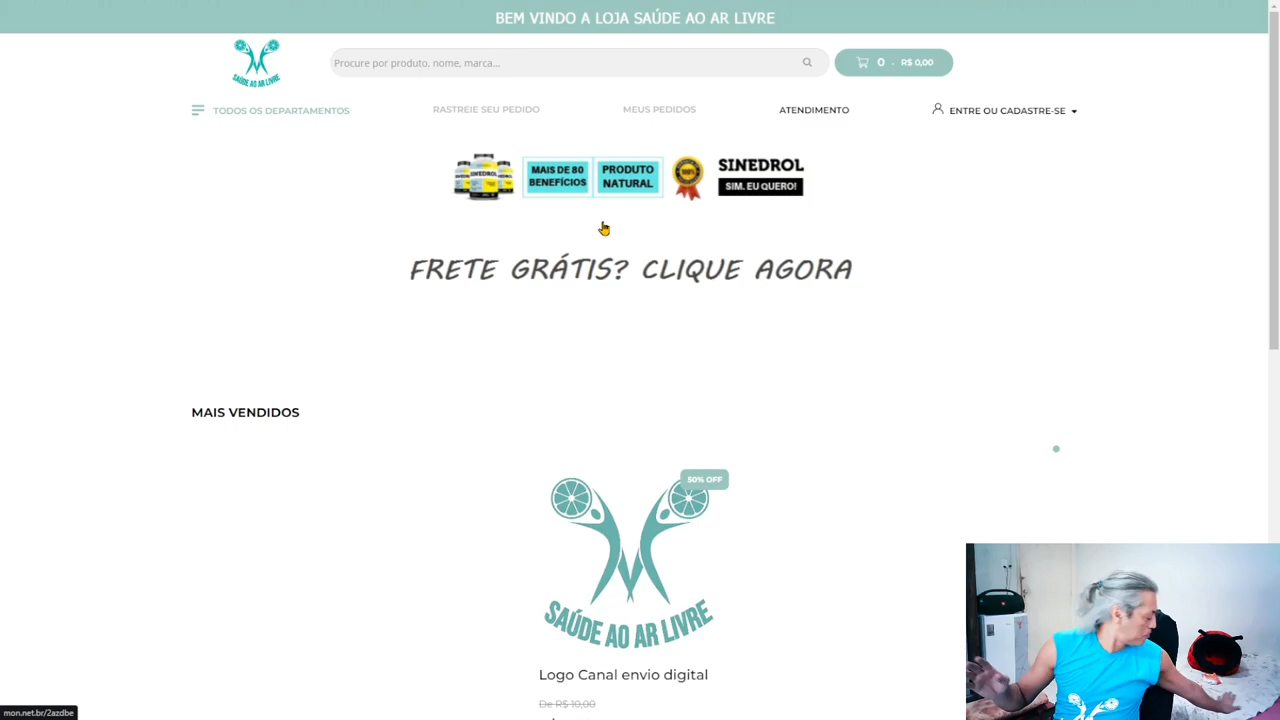 BEM VINDO A LOJA SAÚDE AO AR LIVRE
SAÚDE AO AR LIVRE
Procure por produto, nome, marca...
0 . R$ 0,00
TODOS OS DEPARTAMENTOS
RASTREIE SEU PEDIDO
MEUS PEDIDOS
ATENDIMENTO
ENTRE OU CADASTRE-SE
SINEDROL
MAIS DE 80
BENEFÍCIOS
PRODUTO
NATURAL
100%
SINEDROL
SIM. EU QUERO!
FRETE GRÁTIS? CLIQUE AGORA
MAIS VENDIDOS
50% OFF
SAÚDE AO AR LIVRE
Logo Canal envio digital
De R$ 10,00
mon.net.br/2azdbe